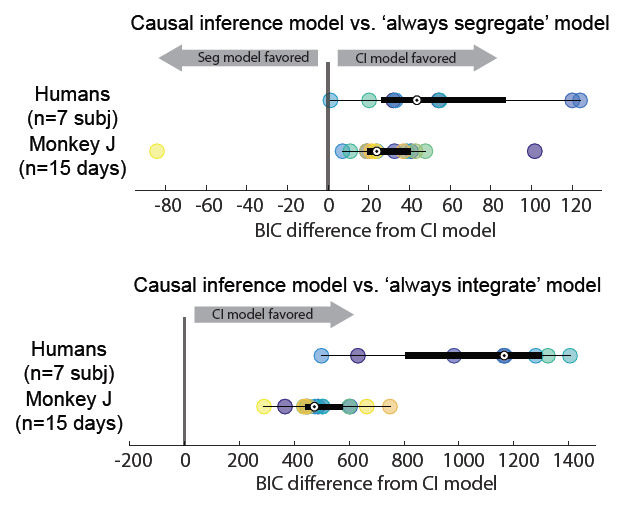 Causal inference model vs. ‘always segregate’ model
Seg model favored
CI model favored
Humans
(n=7 subj)
Monkey J
(n=15 days)
-80 -60 -40 -20 0 20 40 60 80 100 120
BIC difference from CI model
Causal inference model vs. ‘always integrate’ model
CI model favored
Humans
(n=7 subj)
Monkey J
(n=15 days)
-200 0 200 400 600 800 1000 1200 1400
BIC difference from CI model